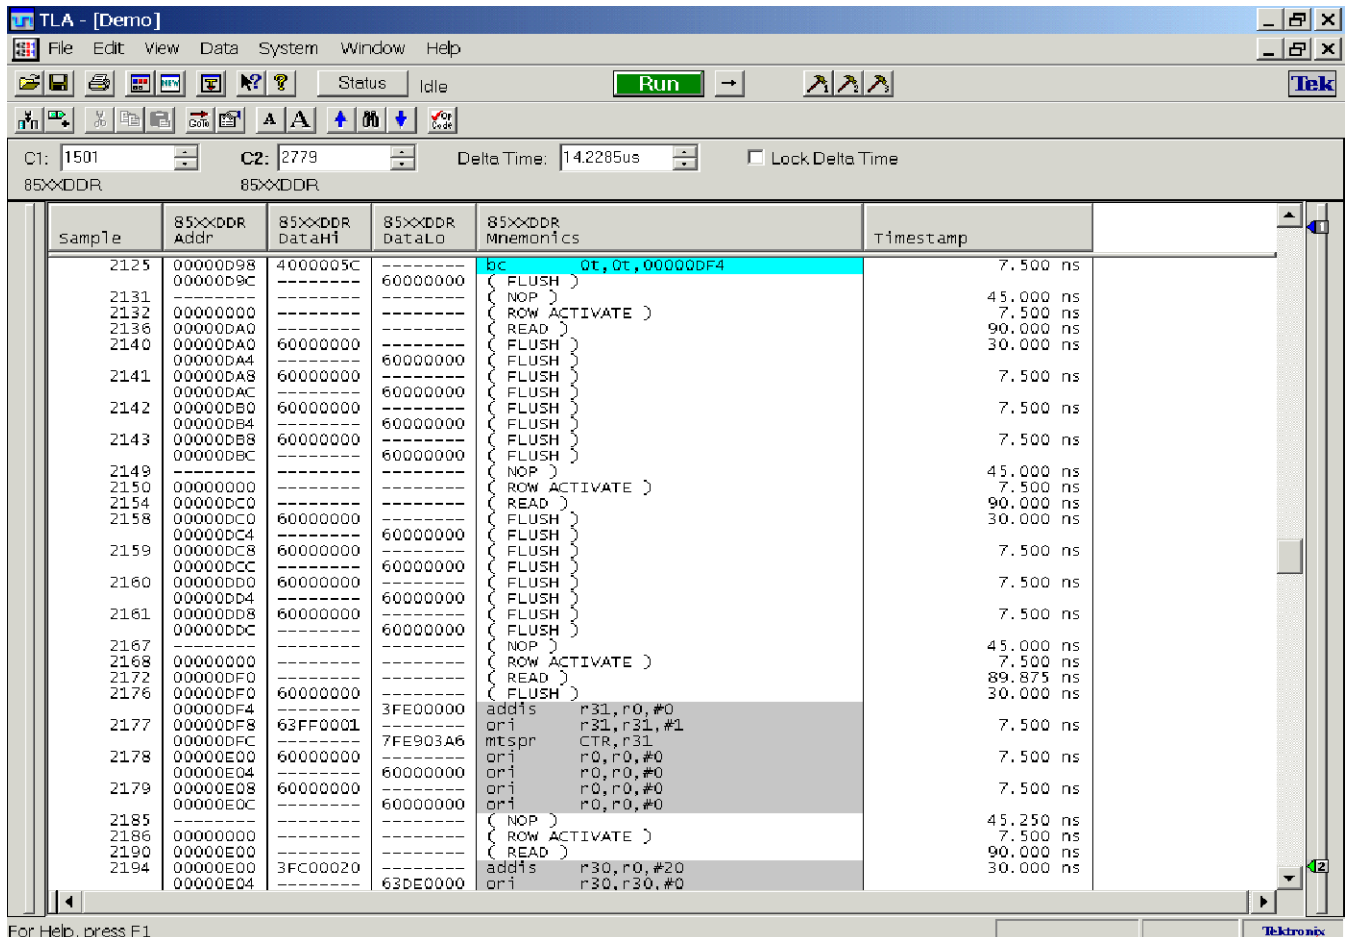 TLA - [Demo]
File Edit View Data System Window Help
Status Idle Run Tek
C1: 1501 C2: 2779 Delta Time: 14.2285us Lock Delta Time
85XXDDR 85XXDDR
85XXDDR 85XXDDR 85XXDDR 85XXDDR
Sample Addr DataHi DataLo Mnemonics Timestamp
2125 00000D98 4000005C -------- bc 0t,0t,00000DF4 7.500 ns
00000D9C -------- 60000000 ( FLUSH )
2131 -------- -------- -------- ( NOP ) 45.000 ns
2132 00000000 -------- -------- ( ROW ACTIVATE ) 7.500 ns
2136 00000DA0 -------- -------- ( READ ) 90.000 ns
2140 00000DA0 60000000 -------- ( FLUSH ) 30.000 ns
00000DA4 -------- 60000000 ( FLUSH )
2141 00000DA8 60000000 -------- ( FLUSH ) 7.500 ns
00000DAC -------- 60000000 ( FLUSH )
2142 00000DB0 60000000 -------- ( FLUSH ) 7.500 ns
00000DB4 -------- 60000000 ( FLUSH )
2143 00000DB8 60000000 -------- ( FLUSH ) 7.500 ns
00000DBC -------- 60000000 ( FLUSH )
2149 -------- -------- -------- ( NOP ) 45.000 ns
2150 00000000 -------- -------- ( ROW ACTIVATE ) 7.500 ns
2154 00000DC0 -------- -------- ( READ ) 90.000 ns
2158 00000DC0 60000000 -------- ( FLUSH ) 30.000 ns
00000DC4 -------- 60000000 ( FLUSH )
2159 00000DC8 60000000 -------- ( FLUSH ) 7.500 ns
00000DCC -------- 60000000 ( FLUSH )
2160 00000DD0 60000000 -------- ( FLUSH ) 7.500 ns
00000DD4 -------- 60000000 ( FLUSH )
2161 00000DD8 60000000 -------- ( FLUSH ) 7.500 ns
00000DDC -------- 60000000 ( FLUSH )
2167 -------- -------- -------- ( NOP ) 45.000 ns
2168 00000000 -------- -------- ( ROW ACTIVATE ) 7.500 ns
2172 00000DF0 -------- -------- ( READ ) 89.875 ns
2176 00000DF0 60000000 -------- ( FLUSH ) 30.000 ns
00000DF4 -------- 3FE00000 addis r31,r0,#0
2177 00000DF8 63FF0001 -------- ori r31,r31,#1 7.500 ns
00000DFC -------- 7FE903A6 mtspr CTR,r31
2178 00000E00 60000000 -------- ori r0,r0,#0 7.500 ns
00000E04 -------- 60000000 ori r0,r0,#0
2179 00000E08 60000000 -------- ori r0,r0,#0 7.500 ns
00000E0C -------- 60000000 ori r0,r0,#0
2185 -------- -------- -------- ( NOP ) 45.250 ns
2186 00000000 -------- -------- ( ROW ACTIVATE ) 7.500 ns
2190 00000E00 -------- -------- ( READ ) 90.000 ns
2194 00000E00 3FC00020 -------- addis r30,r0,#20 30.000 ns
00000E04 -------- 63DE0000 ori r30,r30,#0
For Help, press F1 Tektronix